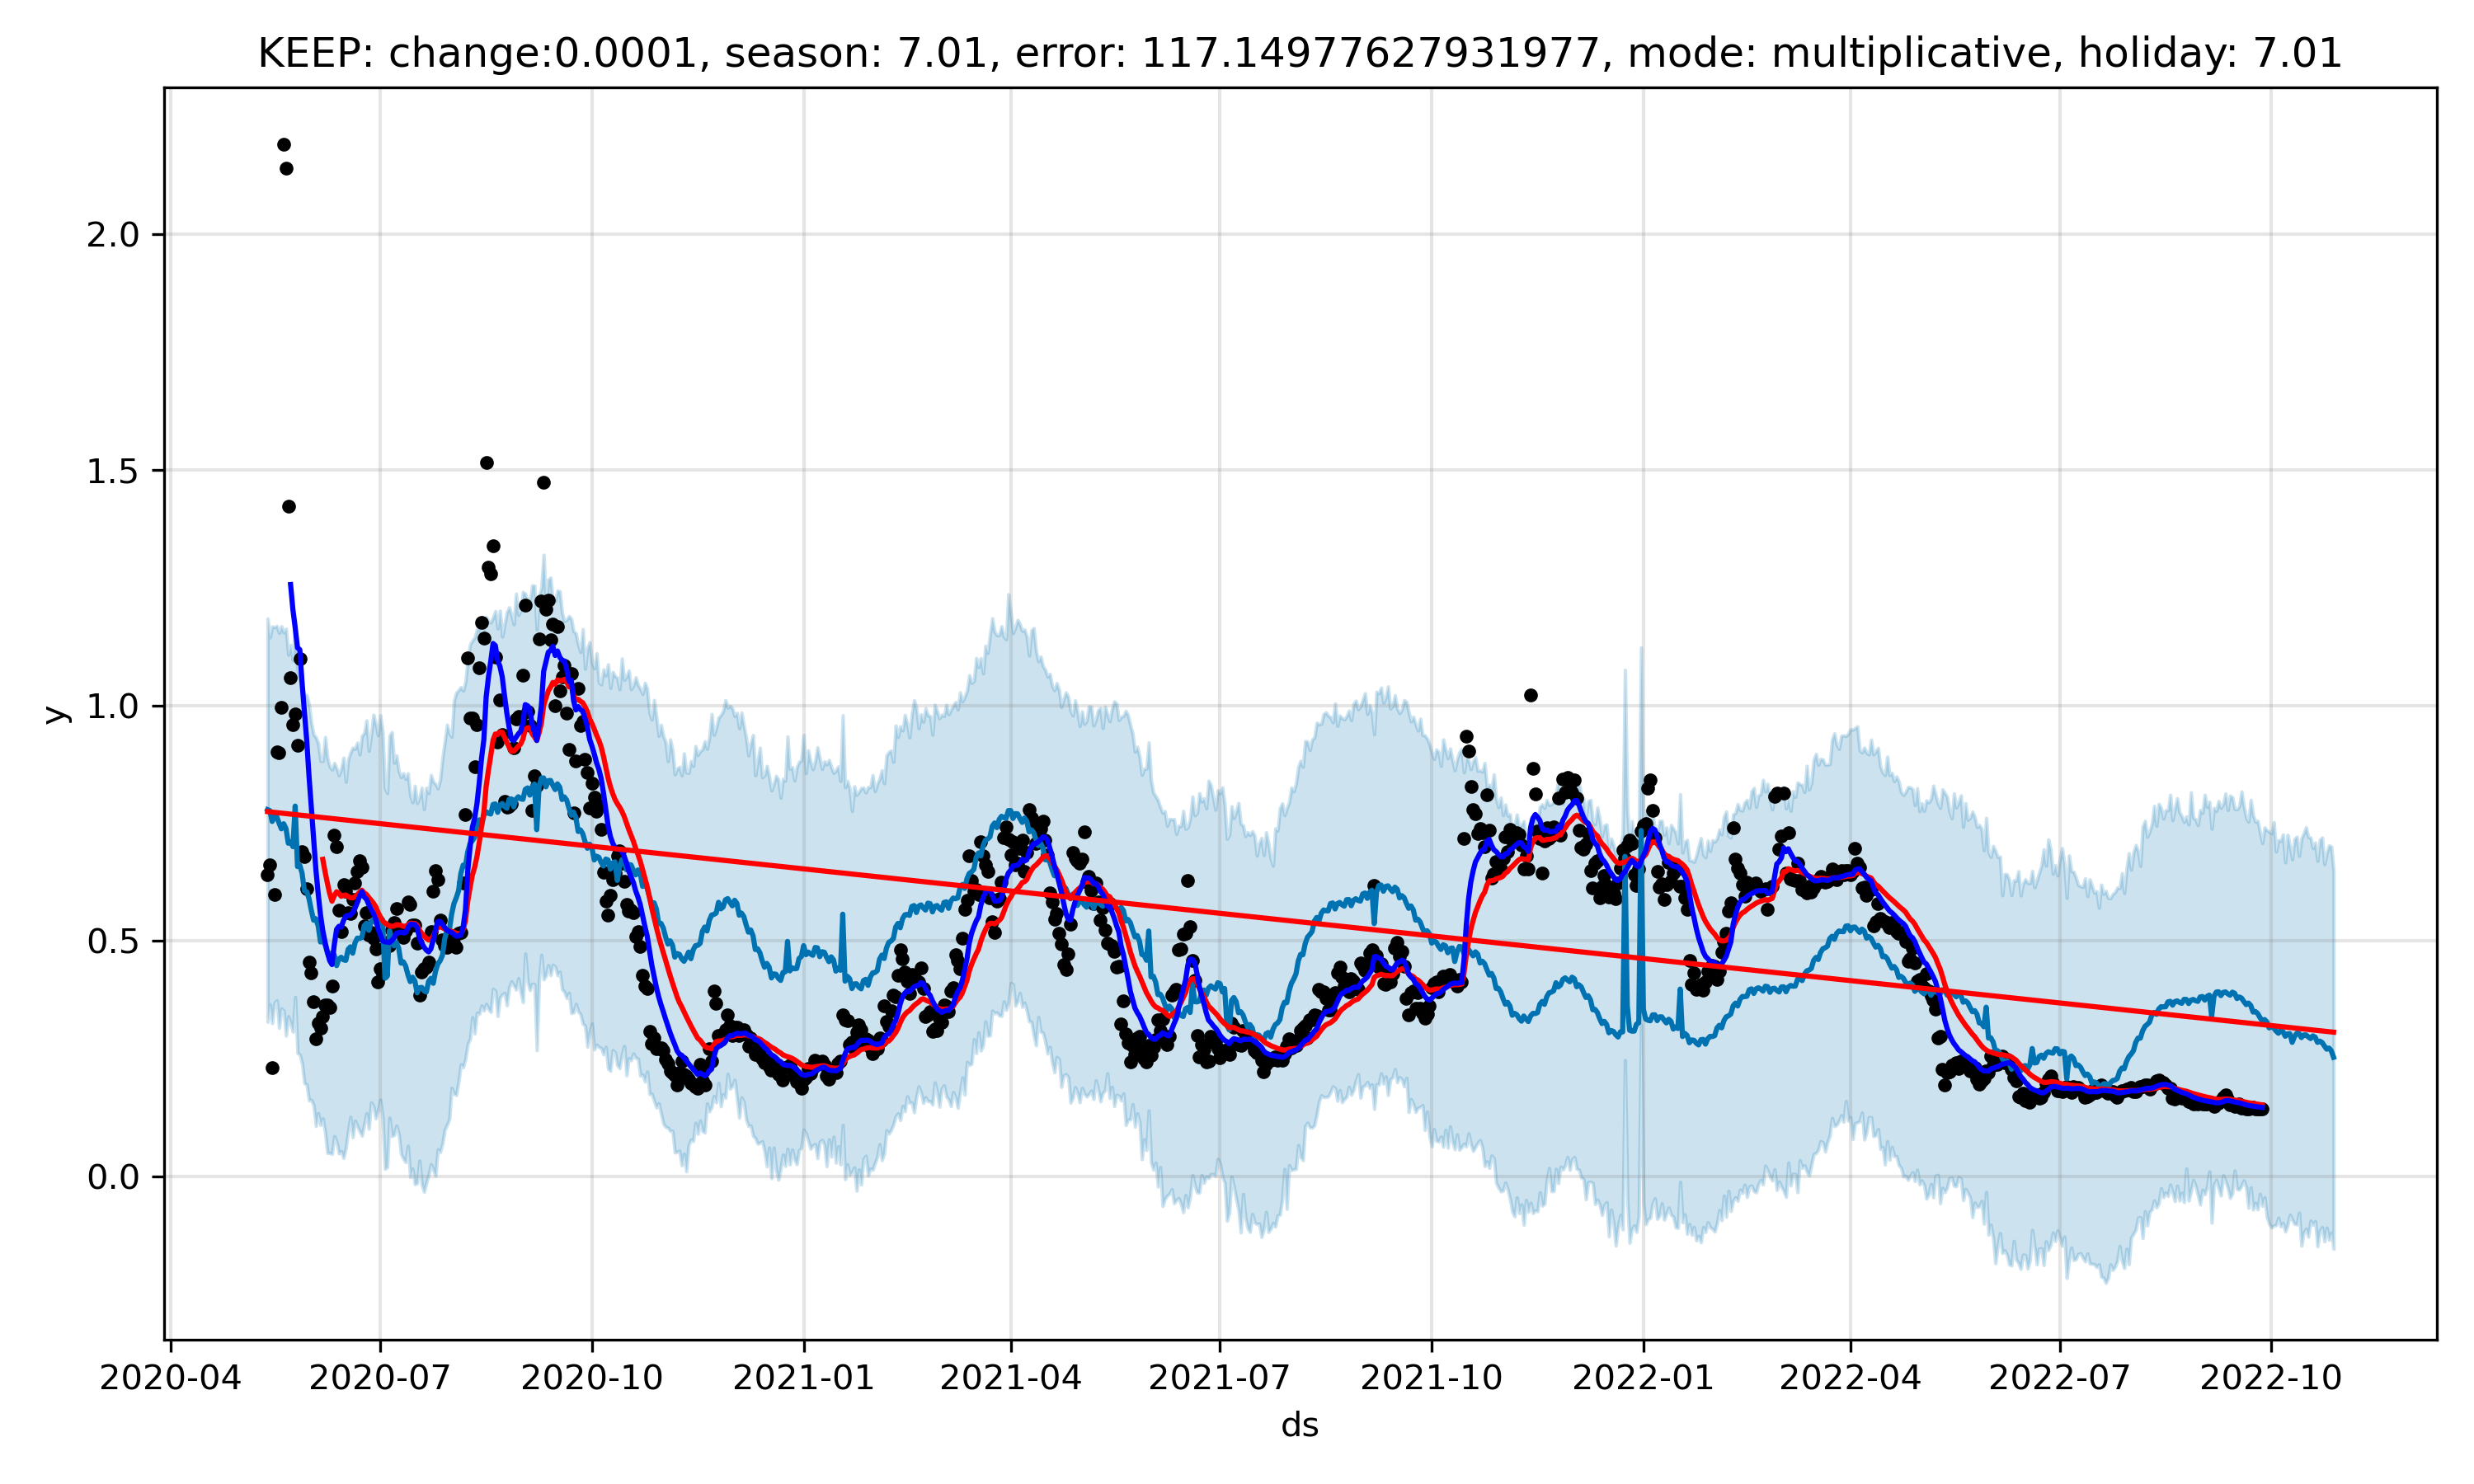 KEEP: change:0.0001, season: 7.01, error: 117.14977627931977, mode: multiplicative, holiday: 7.01
y
2.0
1.5
1.0
0.5
0.0
2020-04 2020-07 2020-10 2021-01 2021-04 2021-07 2021-10 2022-01 2022-04 2022-07 2022-10
ds